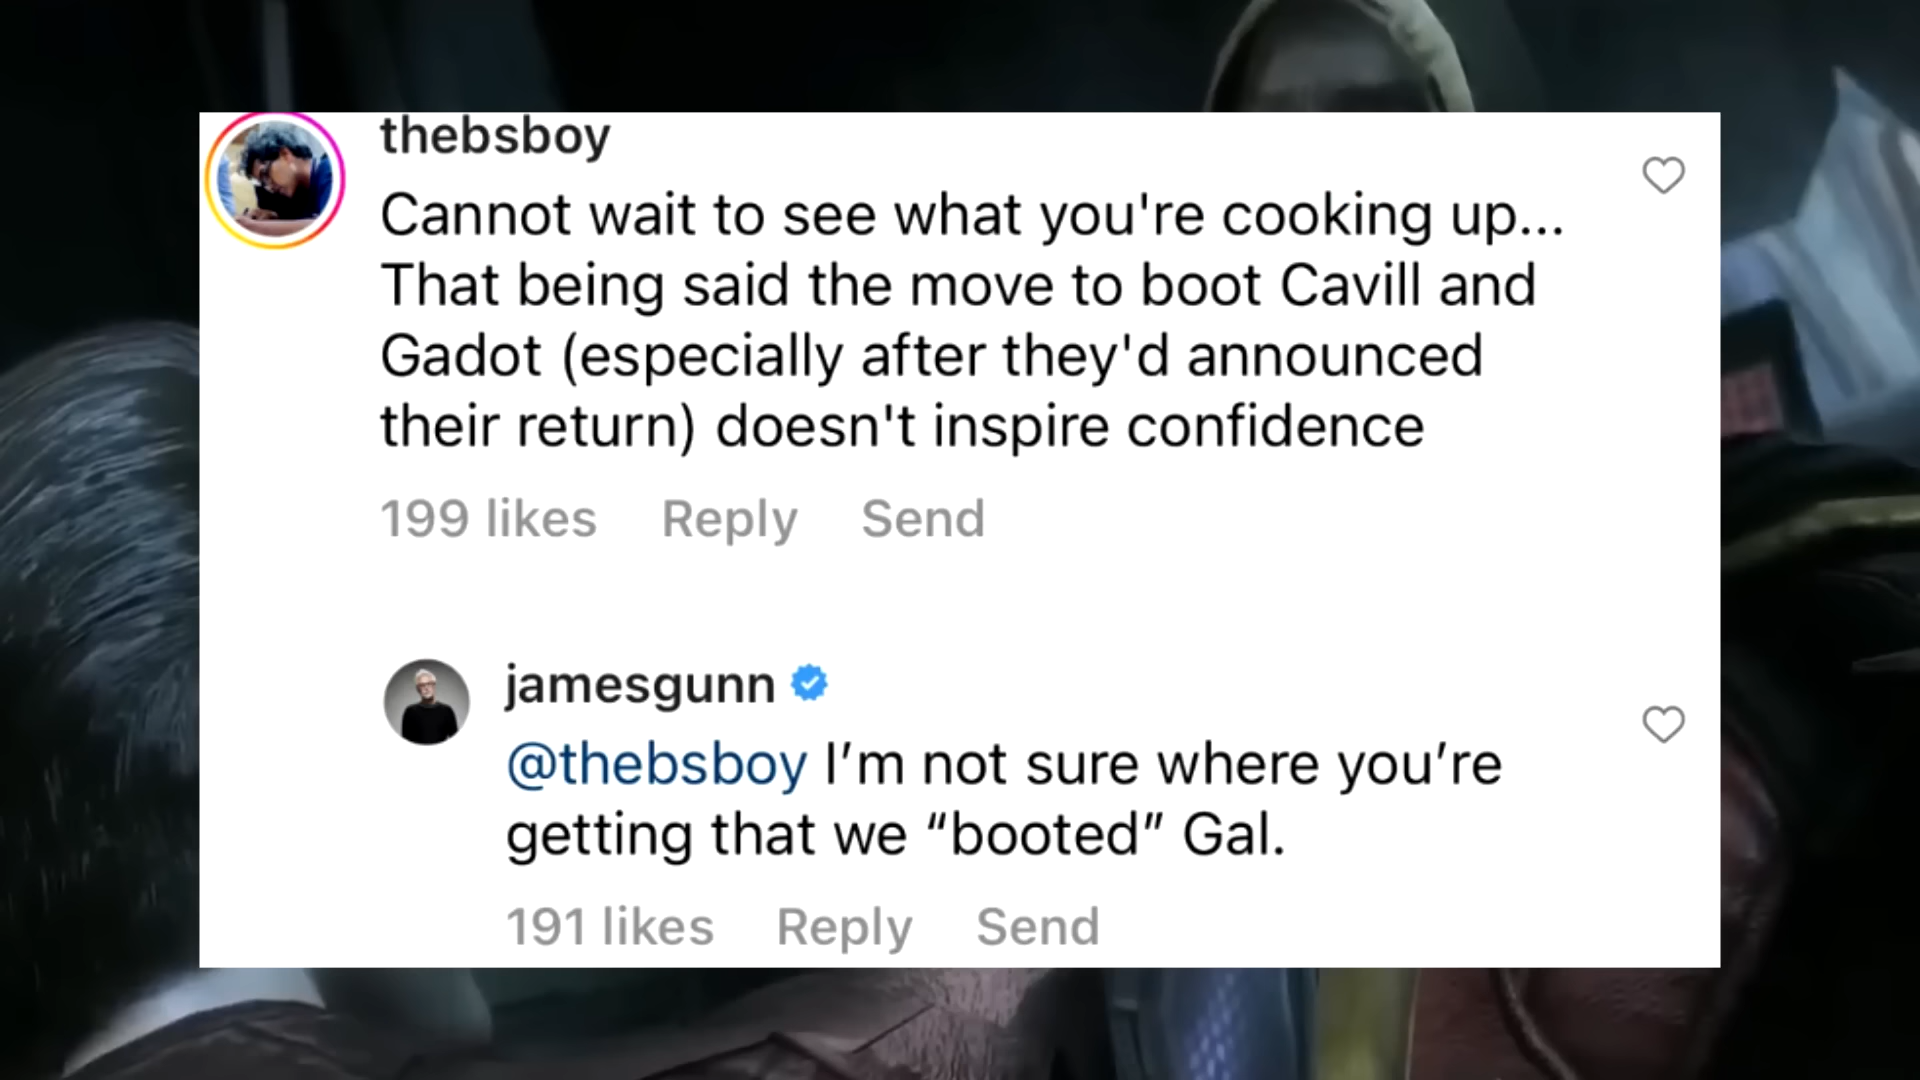 thebsboy
Cannot wait to see what you're cooking up...
That being said the move to boot Cavill and
Gadot (especially after they'd announced
their return) doesn't inspire confidence
199 likes Reply Send
jamesgunn
@thebsboy I’m not sure where you’re
getting that we “booted” Gal.
191 likes Reply Send